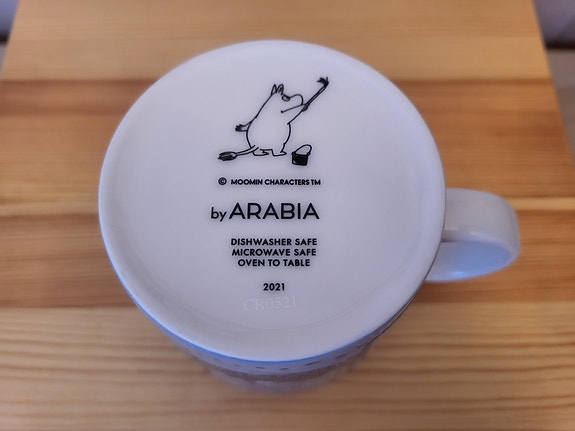 © MOOMIN CHARACTERS TM
by ARABIA
DISHWASHER SAFE
MICROWAVE SAFE
OVEN TO TABLE
2021
CR0521